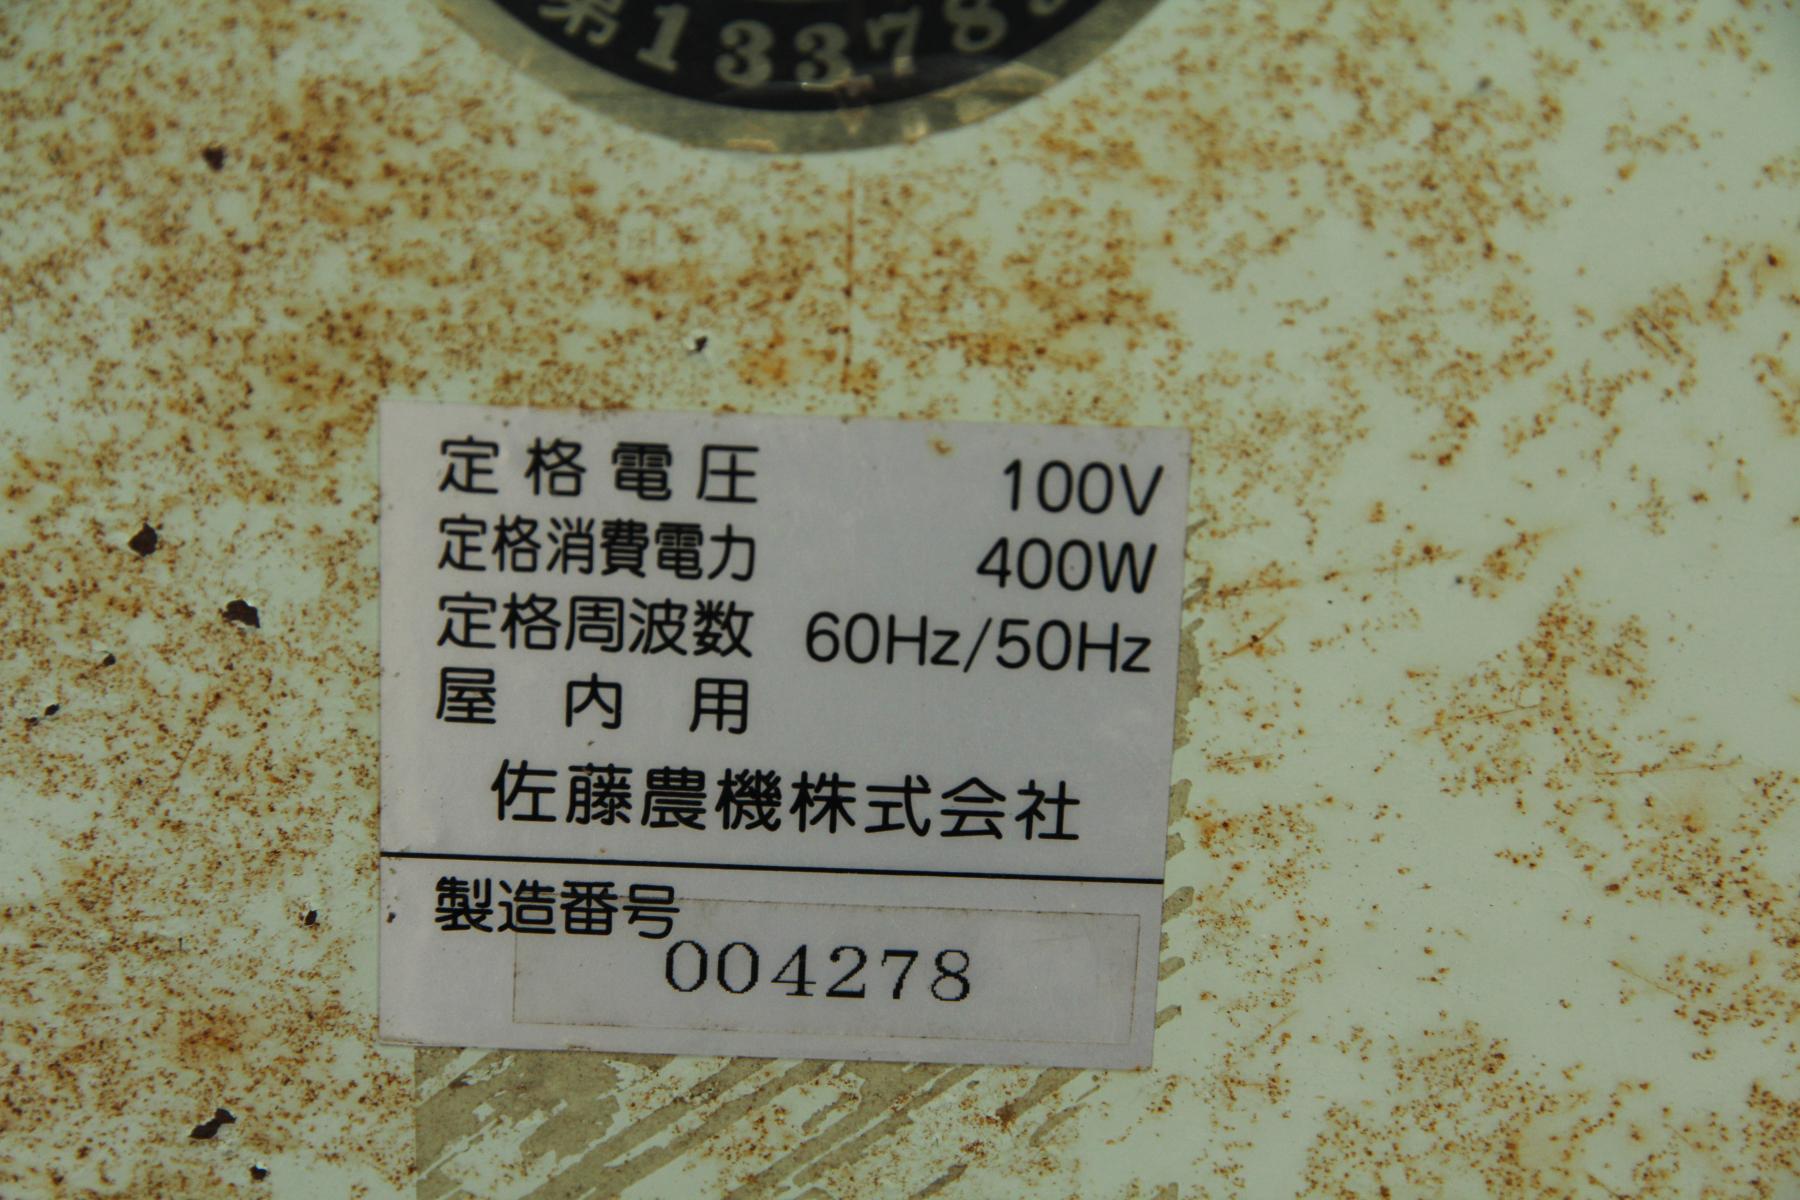 第13378
定格電圧 100V
定格消費電力 400W
定格周波数 60Hz/50Hz
屋内用
佐藤農機株式会社
製造番号
004278